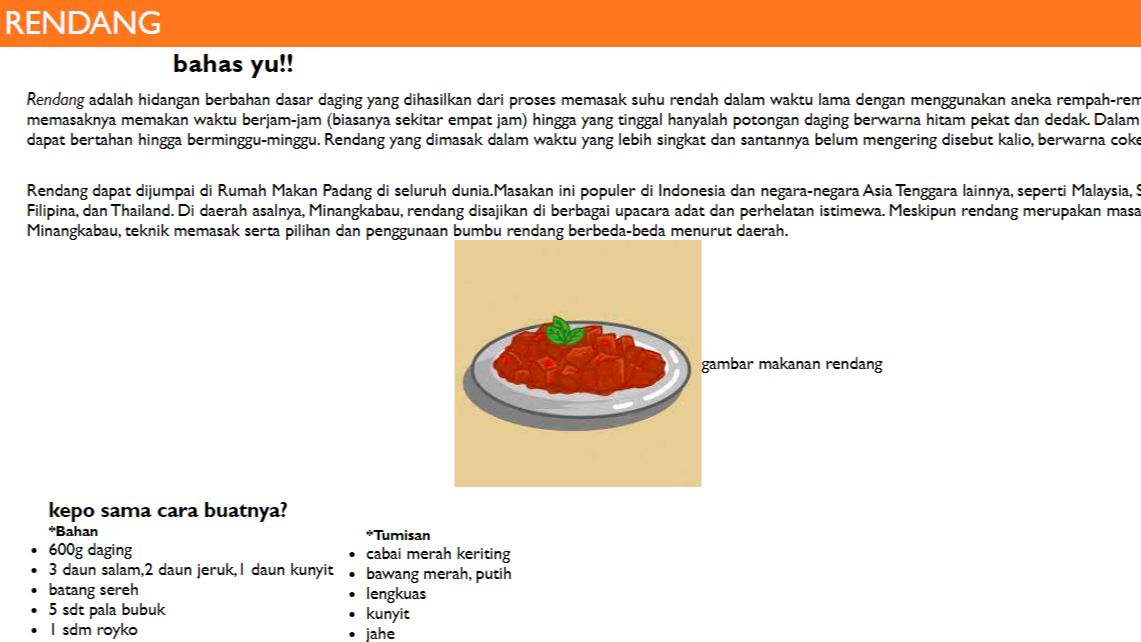 RENDANG
bahas yu!!
Rendang adalah hidangan berbahan dasar daging yang dihasilkan dari proses memasak suhu rendah dalam waktu lama dengan menggunakan aneka rempah-rem
memasaknya memakan waktu berjam-jam (biasanya sekitar empat jam) hingga yang tinggal hanyalah potongan daging berwarna hitam pekat dan dedak. Dalam
dapat bertahan hingga berminggu-minggu. Rendang yang dimasak dalam waktu yang lebih singkat dan santannya belum mengering disebut kalio, berwarna coke
Rendang dapat dijumpai di Rumah Makan Padang di seluruh dunia.Masakan ini populer di Indonesia dan negara-negara Asia Tenggara lainnya, seperti Malaysia, S
Filipina, dan Thailand. Di daerah asalnya, Minangkabau, rendang disajikan di berbagai upacara adat dan perhelatan istimewa. Meskipun rendang merupakan masa
Minangkabau, teknik memasak serta pilihan dan penggunaan bumbu rendang berbeda-beda menurut daerah.
gambar makanan rendang
kepo sama cara buatnya?
*Bahan
• 600g daging
• 3 daun salam,2 daun jeruk,1 daun kunyit
• batang sereh
• 5 sdt pala bubuk
• 1 sdm royko
*Tumisan
• cabai merah keriting
• bawang merah, putih
• lengkuas
• kunyit
• jahe